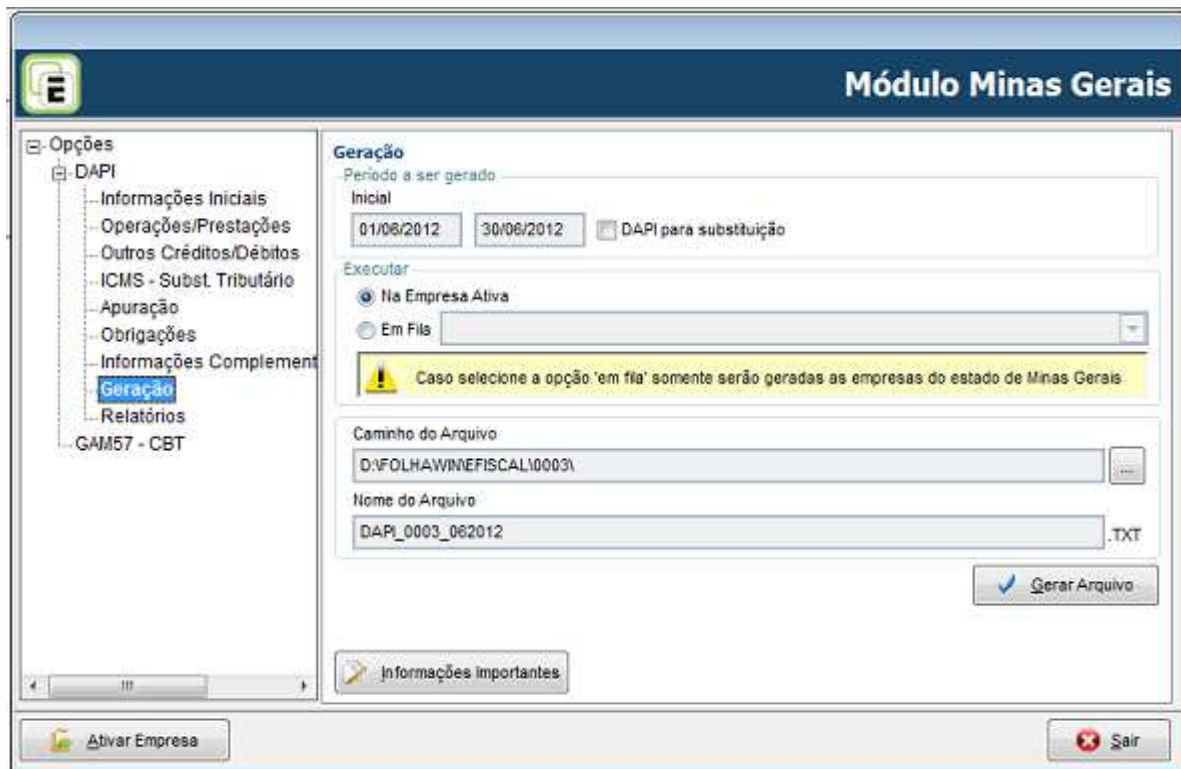 Módulo Minas Gerais
Opções
DAPI
Informações Iniciais
Operações/Prestações
Outros Créditos/Débitos
ICMS - Subst. Tributário
Apuração
Obrigações
Informações Complement
Geração
Relatórios
GAM57 - CBT
Geração
Período a ser gerado
Inicial
01/06/2012 30/06/2012 DAPI para substituição
Executar
Na Empresa Ativa
Em Fila
Caso selecione a opção 'em fila' somente serão geradas as empresas do estado de Minas Gerais
Caminho do Arquivo
D:\FOLHAWIN\EFISCAL\0003\
...
Nome do Arquivo
DAPI_0003_062012 .TXT
Gerar Arquivo
Informações Importantes
Ativar Empresa
Sair